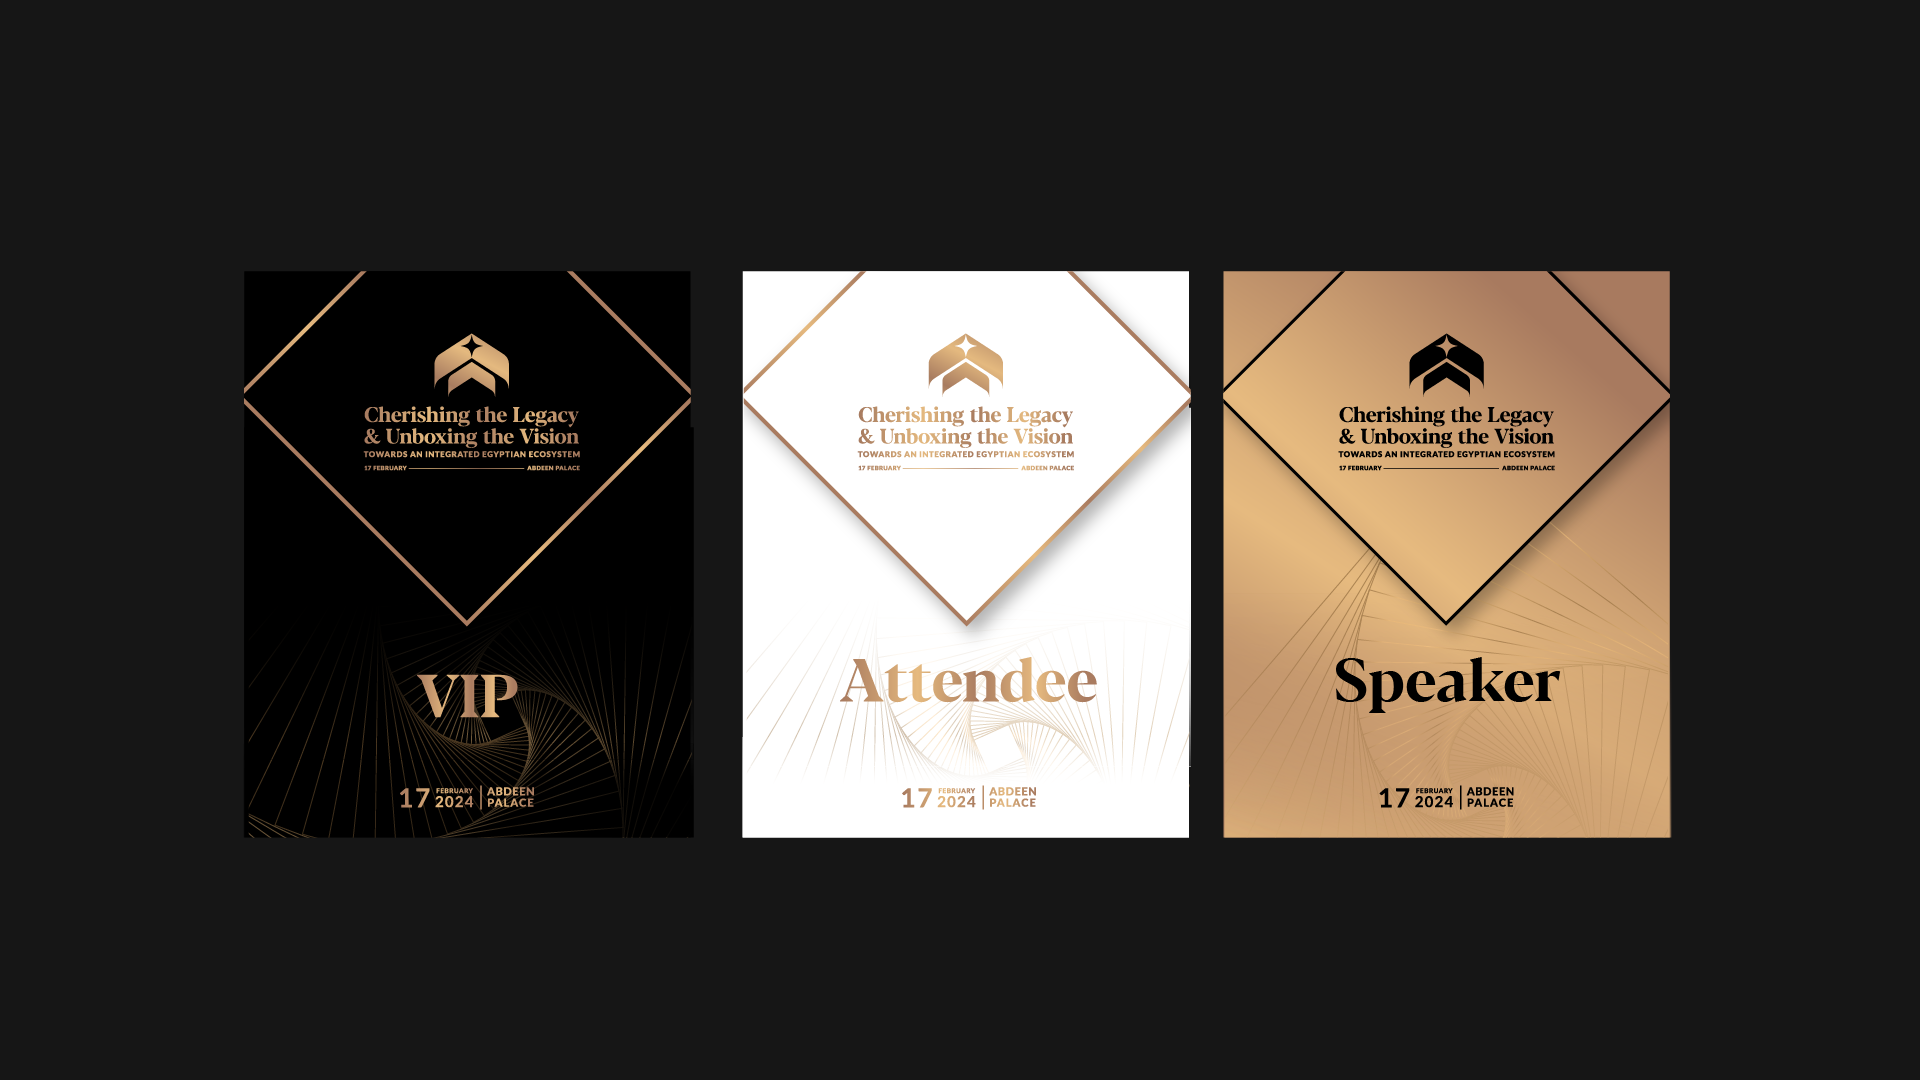 Cherishing the Legacy
& Unboxing the Vision
TOWARDS AN INTEGRATED EGYPTIAN ECOSYSTEM
17 FEBRUARY ABDEEN PALACE
VIP
17 FEBRUARY 2024 | ABDEEN PALACE
Cherishing the Legacy
& Unboxing the Vision
TOWARDS AN INTEGRATED EGYPTIAN ECOSYSTEM
17 FEBRUARY ABDEEN PALACE
Attendee
17 FEBRUARY 2024 | ABDEEN PALACE
Cherishing the Legacy
& Unboxing the Vision
TOWARDS AN INTEGRATED EGYPTIAN ECOSYSTEM
17 FEBRUARY ABDEEN PALACE
Speaker
17 FEBRUARY 2024 | ABDEEN PALACE